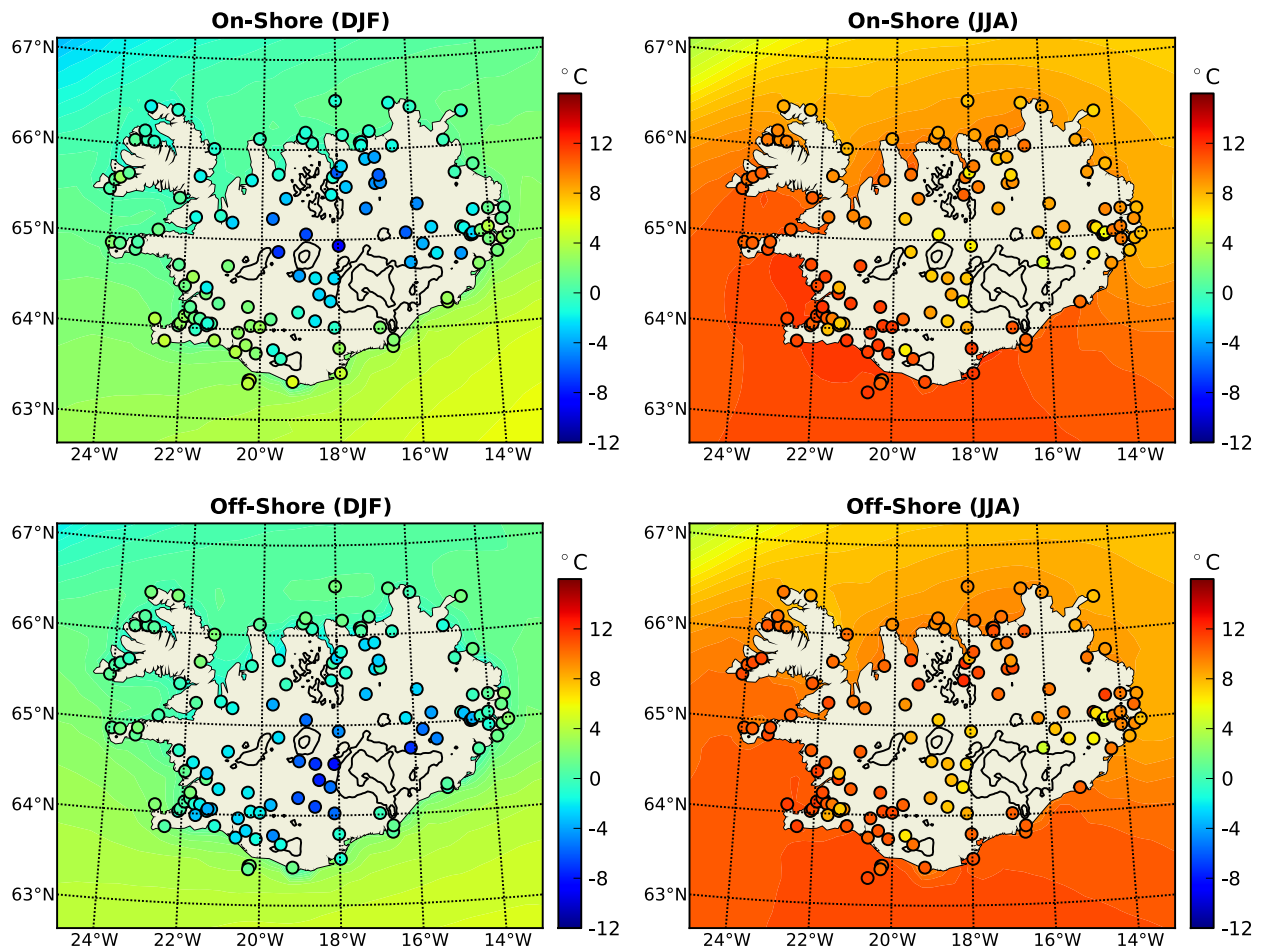 On-Shore (DJF)
67°N
66°N
65°N
64°N
63°N
24°W 22°W 20°W 18°W 16°W 14°W
°C
12
8
4
0
-4
-8
-12
On-Shore (JJA)
67°N
66°N
65°N
64°N
63°N
24°W 22°W 20°W 18°W 16°W 14°W
°C
12
8
4
0
-4
-8
-12
Off-Shore (DJF)
67°N
66°N
65°N
64°N
63°N
24°W 22°W 20°W 18°W 16°W 14°W
°C
12
8
4
0
-4
-8
-12
Off-Shore (JJA)
67°N
66°N
65°N
64°N
63°N
24°W 22°W 20°W 18°W 16°W 14°W
°C
12
8
4
0
-4
-8
-12